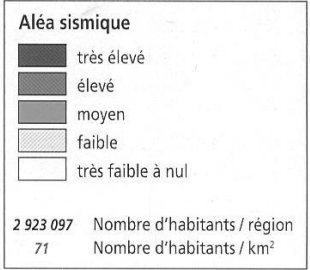 Aléa sismique
très élevé
élevé
moyen
faible
très faible à nul
2 923 097 Nombre d'habitants / région
71 Nombre d'habitants / km²